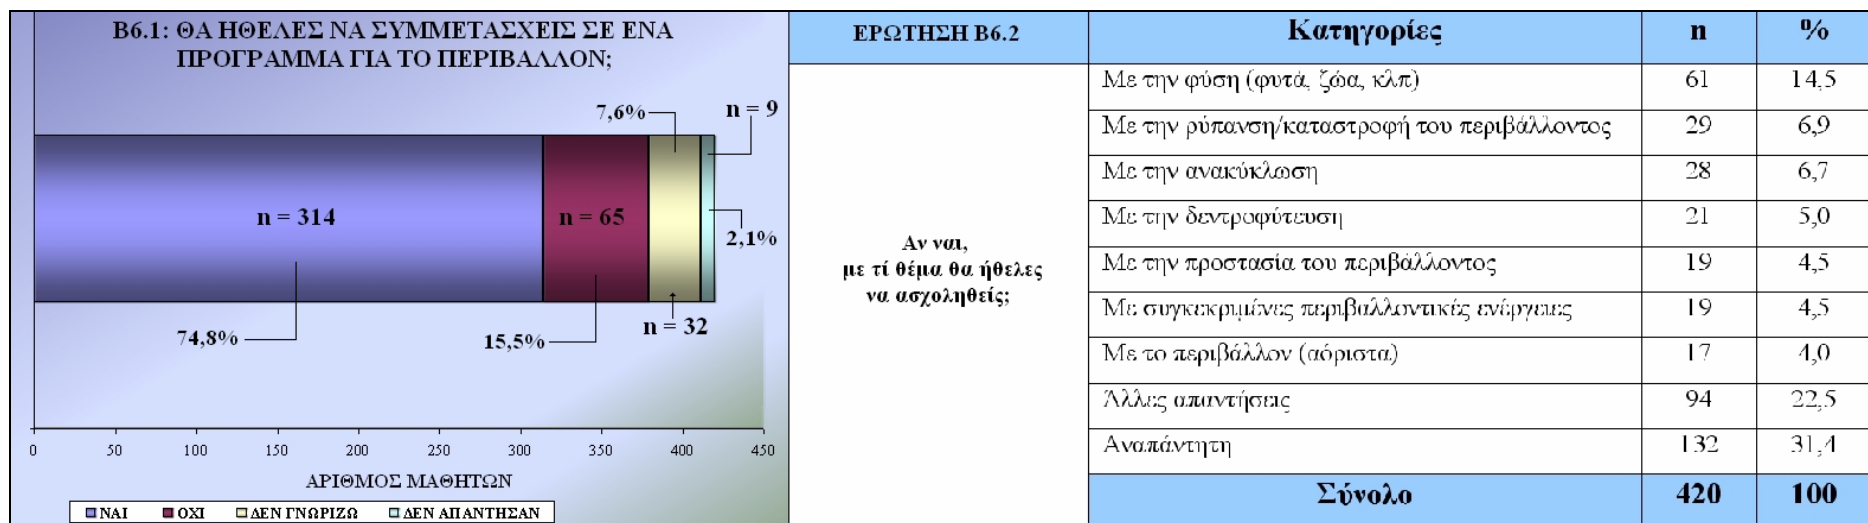 Β6.1: ΘΑ ΗΘΕΛΕΣ ΝΑ ΣΥΜΜΕΤΑΣΧΕΙΣ ΣΕ ΕΝΑ
ΠΡΟΓΡΑΜΜΑ ΓΙΑ ΤΟ ΠΕΡΙΒΑΛΛΟΝ;
7,6%
n = 9
n = 314
n = 65
2,1%
n = 32
74,8%
15,5%
0 50 100 150 200 250 300 350 400 450
ΑΡΙΘΜΟΣ ΜΑΘΗΤΩΝ
ΝΑΙ ΟΧΙ ΔΕΝ ΓΝΩΡΙΖΩ ΔΕΝ ΑΠΑΝΤΗΣΑΝ
ΕΡΩΤΗΣΗ Β6.2 Κατηγορίες n %
Αν ναι,
με τί θέμα θα ήθελες
να ασχοληθείς;
Με την φύση (φυτά, ζώα, κλπ) 61 14,5
Με την ρύπανση/καταστροφή του περιβάλλοντος 29 6,9
Με την ανακύκλωση 28 6,7
Με την δεντροφύτευση 21 5,0
Με την προστασία του περιβάλλοντος 19 4,5
Με συγκεκριμένες περιβαλλοντικές ενέργειες 19 4,5
Με το περιβάλλον (αόριστα) 17 4,0
Άλλες απαντήσεις 94 22,5
Αναπάντητη 132 31,4
Σύνολο 420 100